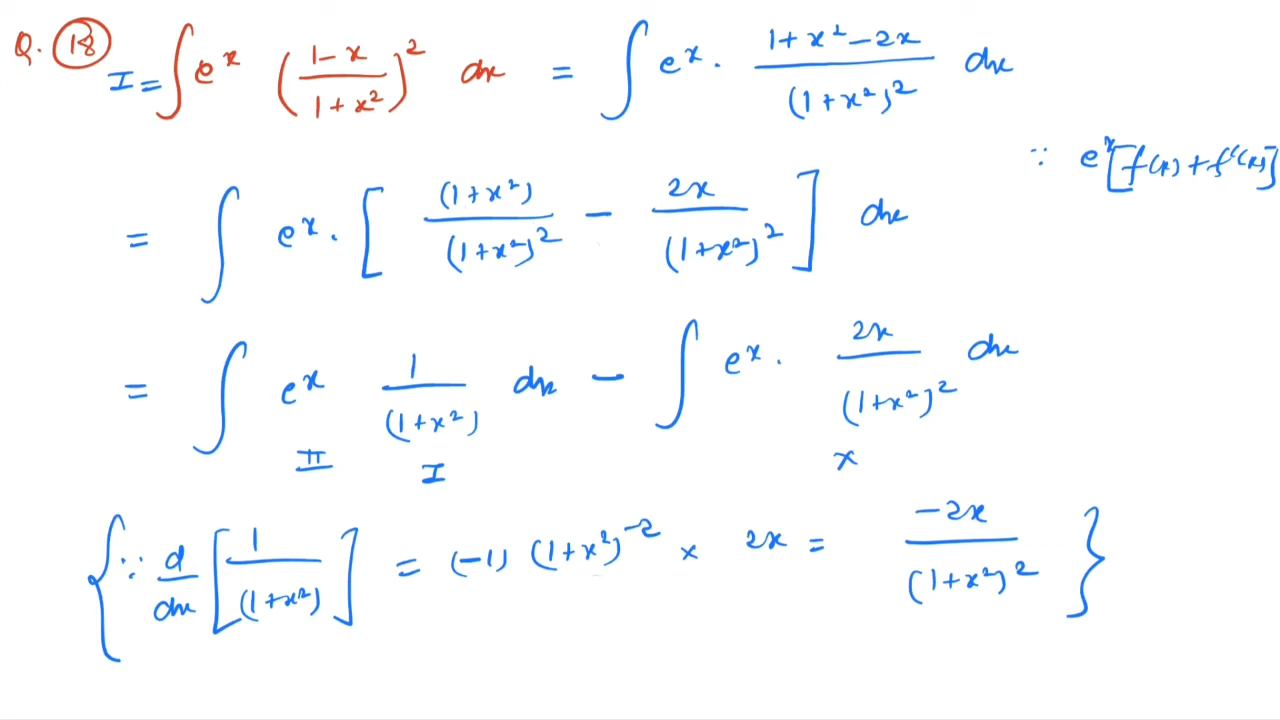 Q. 18 I = ∫ e^x ((1-x)/(1+x²))² dx = ∫ e^x . (1+x²-2x)/(1+x²)² dx
∵ e^x[f(x)+f'(x)]
= ∫ e^x . [ (1+x²)/(1+x²)² - 2x/(1+x²)² ] dx
= ∫ e^x 1/(1+x²) dx - ∫ e^x . 2x/(1+x²)² dx
II I x
{ ∵ d/dx [ 1/(1+x²) ] = (-1) (1+x²)^-2 × 2x = -2x/(1+x²)² }